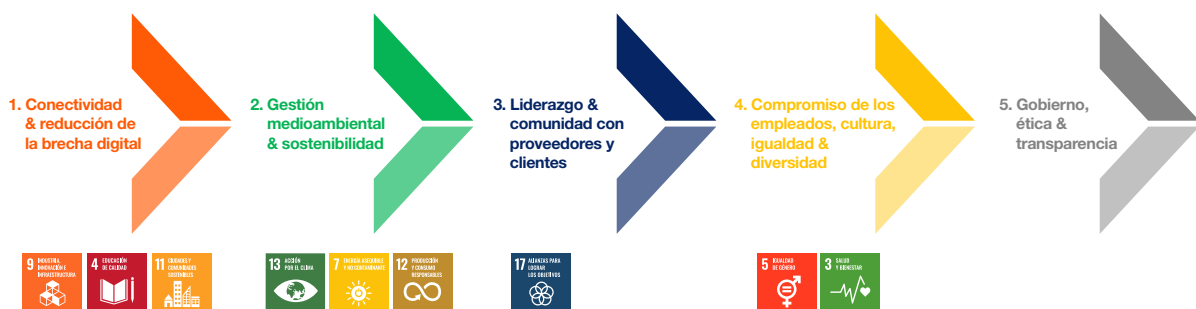 1. Conectividad
& reducción de
la brecha digital
2. Gestión
medioambiental
& sostenibilidad
3. Liderazgo &
comunidad con
proveedores y
clientes
4. Compromiso de los
empleados, cultura,
igualdad &
diversidad
5. Gobierno,
ética &
transparencia
9 INDUSTRIA,
INNOVACIÓN E
INFRAESTRUCTURA
4 EDUCACIÓN
DE CALIDAD
11 CIUDADES Y
COMUNIDADES
SOSTENIBLES
13 ACCIÓN
POR EL CLIMA
7 ENERGÍA ASEQUIBLE
Y NO CONTAMINANTE
12 PRODUCCIÓN
Y CONSUMO
RESPONSABLES
17 ALIANZAS PARA
LOGRAR
LOS OBJETIVOS
5 IGUALDAD
DE GÉNERO
3 SALUD
Y BIENESTAR